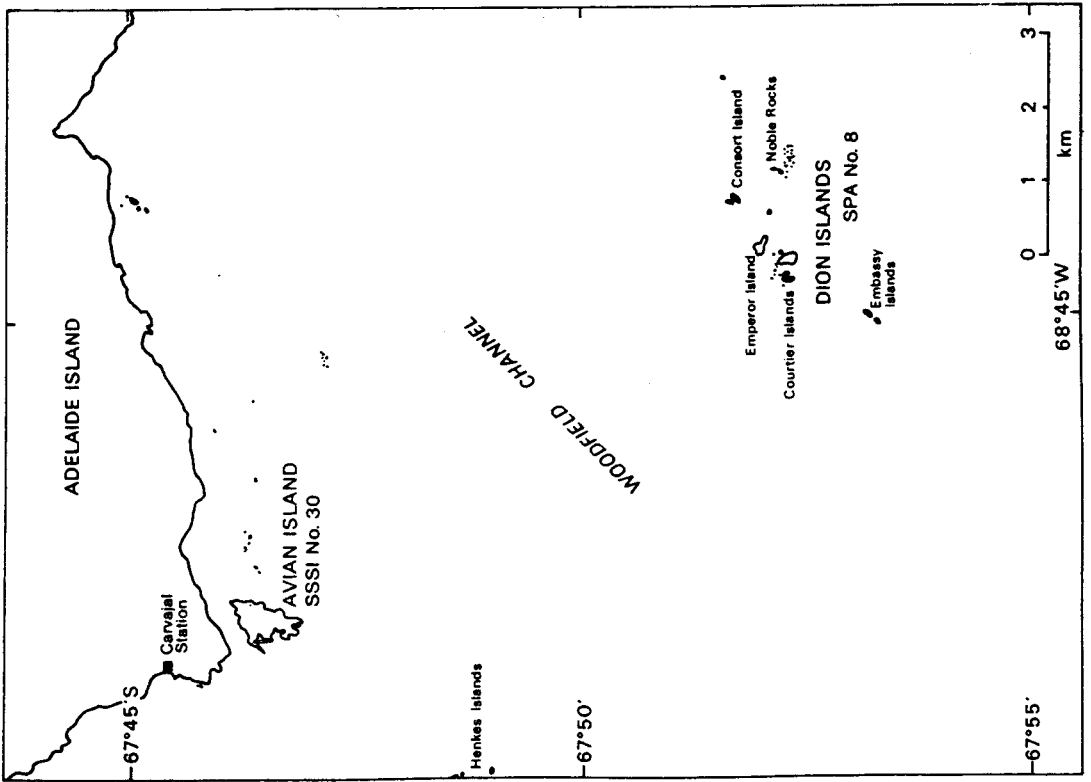 ADELAIDE ISLAND
Carvajal
Station
67°45'S
AVIAN ISLAND
SSSI No. 30
Henkes Islands
WOODFIELD CHANNEL
67°50'
Consort Island
Noble Rocks
Emperor Island
Courtier Islands
DION ISLANDS
SPA No. 8
Embassy
Islands
67°55'
68°45'W
0 1 2 3
km